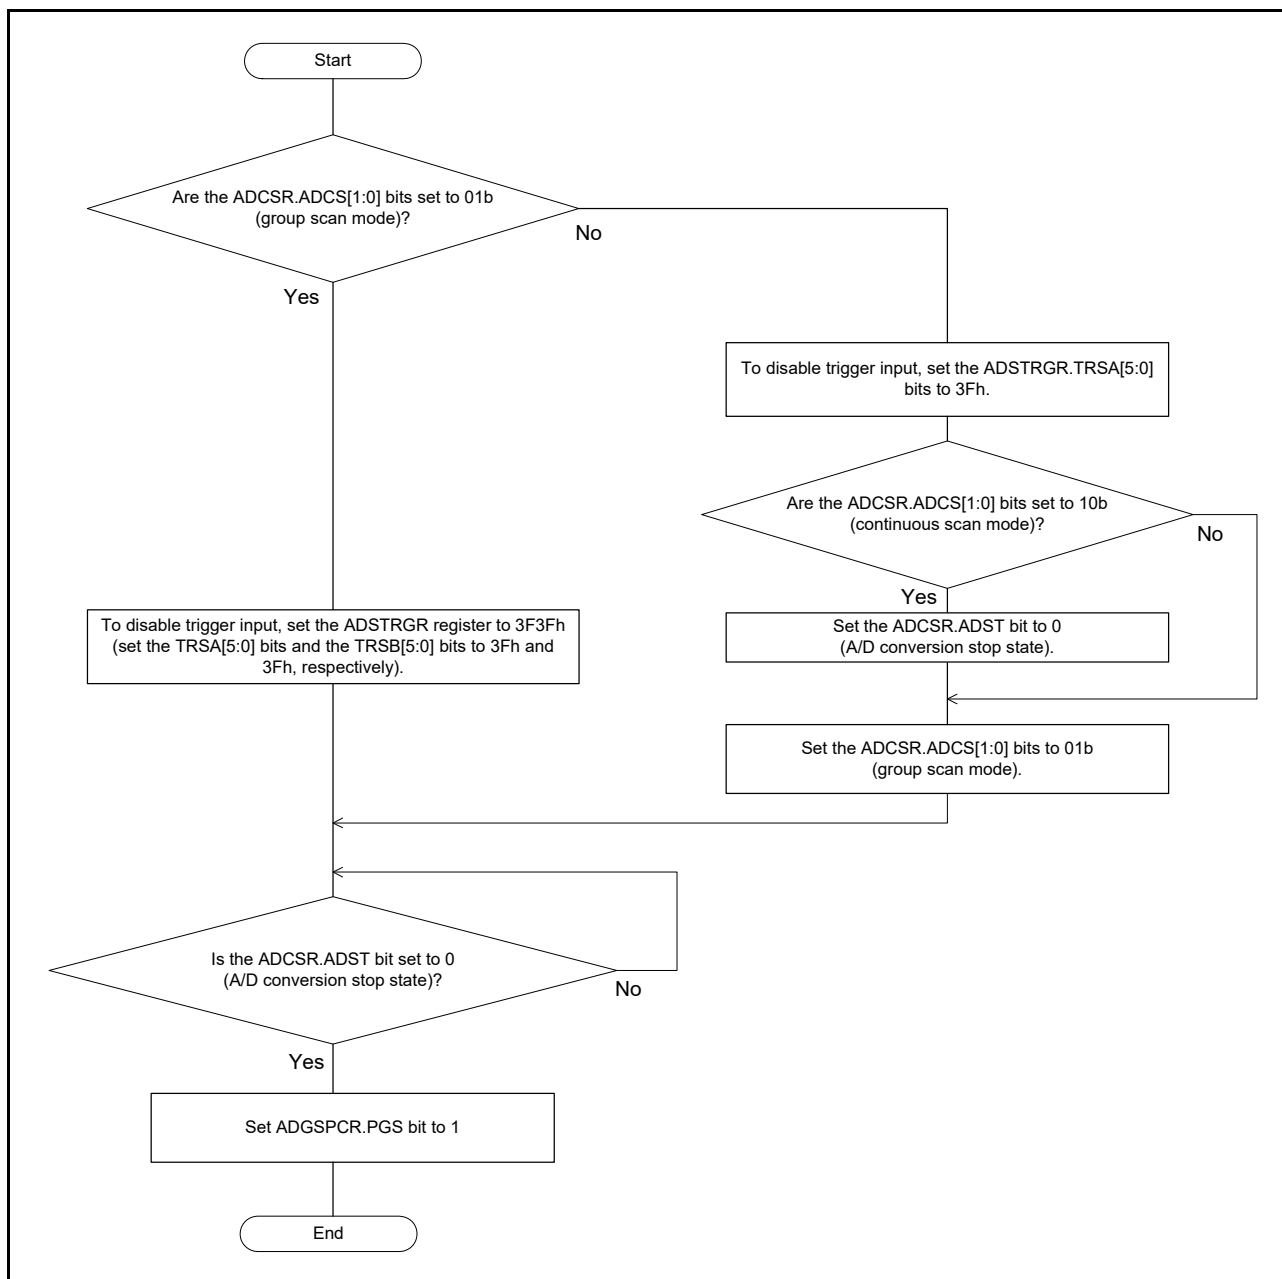 Start
Are the ADCSR.ADCS[1:0] bits set to 01b
(group scan mode)?
No
Yes
To disable trigger input, set the ADSTRGR.TRSA[5:0]
bits to 3Fh.
Are the ADCSR.ADCS[1:0] bits set to 10b
(continuous scan mode)?
No
Yes
To disable trigger input, set the ADSTRGR register to 3F3Fh
(set the TRSA[5:0] bits and the TRSB[5:0] bits to 3Fh and
3Fh, respectively).
Set the ADCSR.ADST bit to 0
(A/D conversion stop state).
Set the ADCSR.ADCS[1:0] bits to 01b
(group scan mode).
Is the ADCSR.ADST bit set to 0
(A/D conversion stop state)?
No
Yes
Set ADGSPCR.PGS bit to 1
End